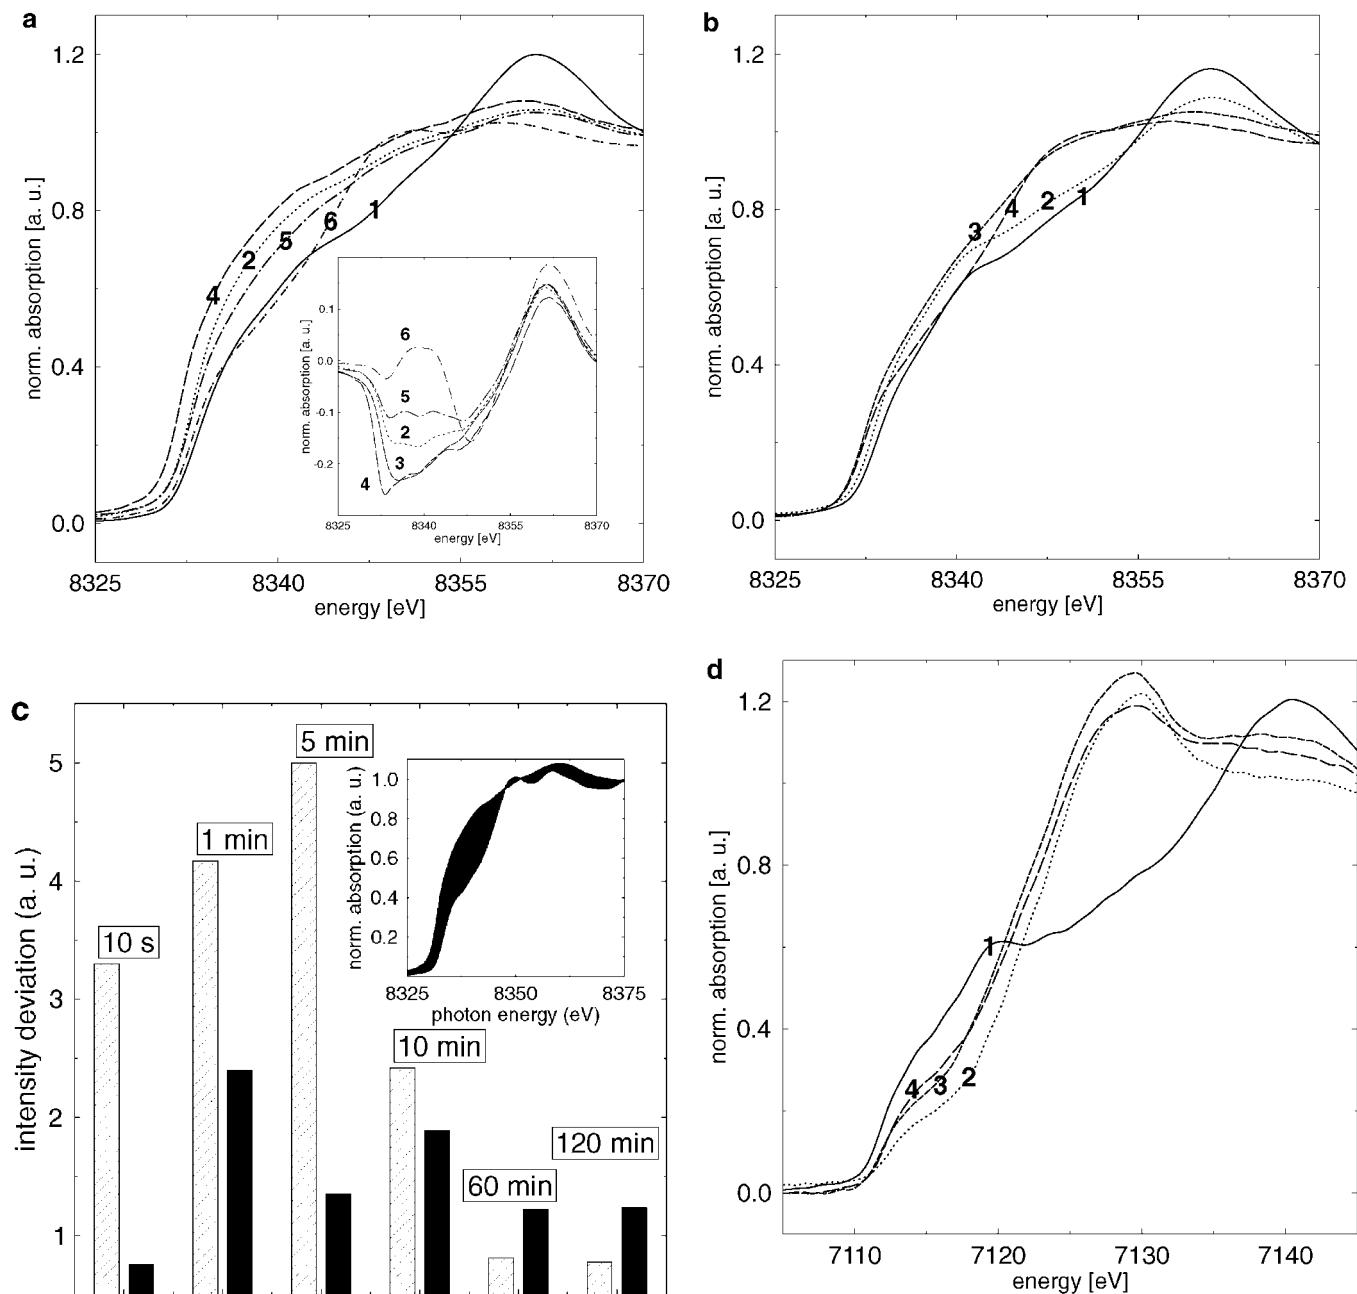 a
norm. absorption [a. u.]
1.2
0.8
0.4
0.0
4
2
5
6
1
norm. absorption [a. u.]
0.1
0.0
-0.1
-0.2
6
5
2
3
4
8325 8340 8355 8370
energy [eV]
8325 8340 8355 8370
energy [eV]
b
norm. absorption [a. u.]
1.2
0.8
0.4
0.0
3
4
2
1
8325 8340 8355 8370
energy [eV]
c
intensity deviation (a. u.)
5
4
3
2
1
10 s
1 min
5 min
10 min
60 min
120 min
norm. absorption (a. u.)
1.0
0.8
0.6
0.4
0.2
8325 8350 8375
photon energy (eV)
d
norm. absorption [a. u.]
1.2
0.8
0.4
0.0
1
4
3
2
7110 7120 7130 7140
energy [eV]